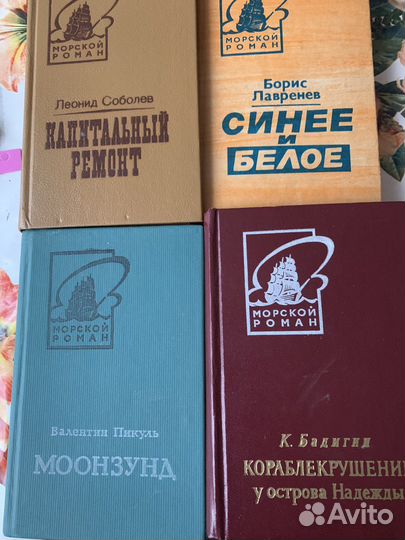 МОРСКОЙ
РОМАН
Леонид Соболев
КАПИТАЛЬНЫЙ
РЕМОНТ
МОРСКОЙ
РОМАН
Борис
Лавренев
СИНЕЕ
И
БЕЛОЕ
МОРСКОЙ
РОМАН
Валентин Пикуль
МООНЗУНД
МОРСКОЙ
РОМАН
К. Бадигин
КОРАБЛЕКРУШЕНИЕ
у острова Надежды
Avito